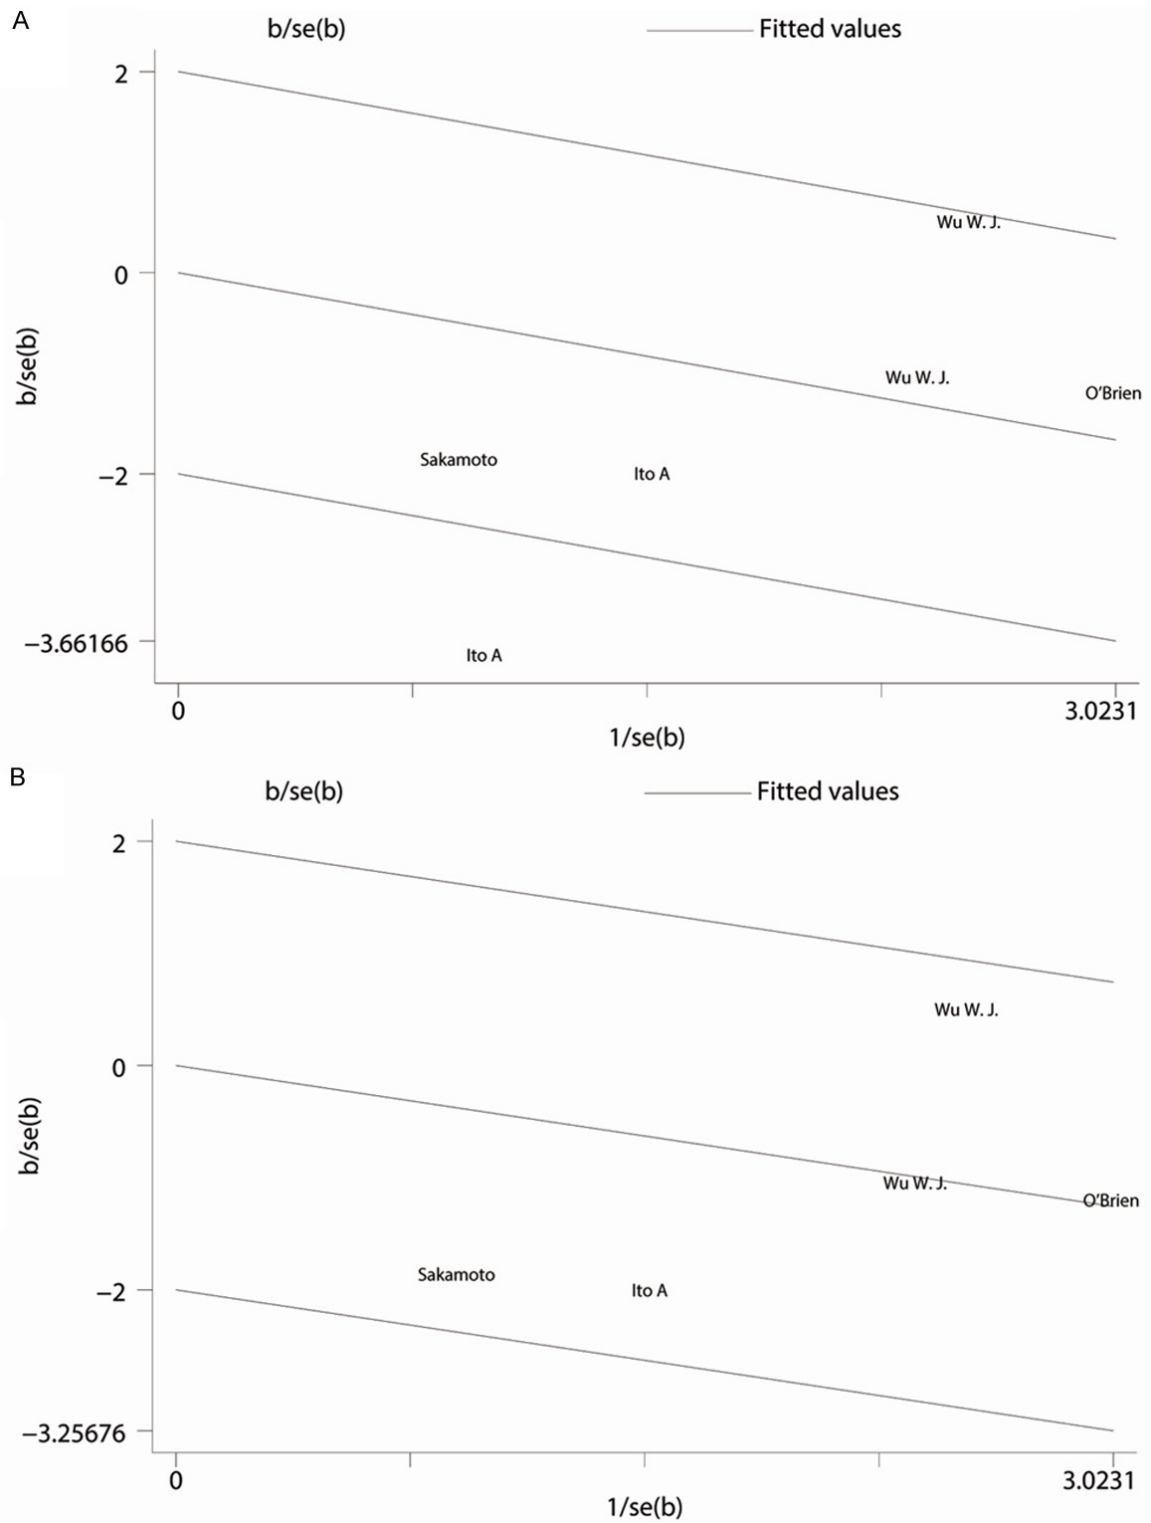 A
b/se(b)
Fitted values
2
Wu W. J.
0
b/se(b)
Wu W. J.
O'Brien
Sakamoto
Ito A
−2
−3.66166
Ito A
0
3.0231
1/se(b)
B
b/se(b)
Fitted values
2
Wu W. J.
0
b/se(b)
Wu W. J.
O'Brien
Sakamoto
Ito A
−2
−3.25676
0
3.0231
1/se(b)